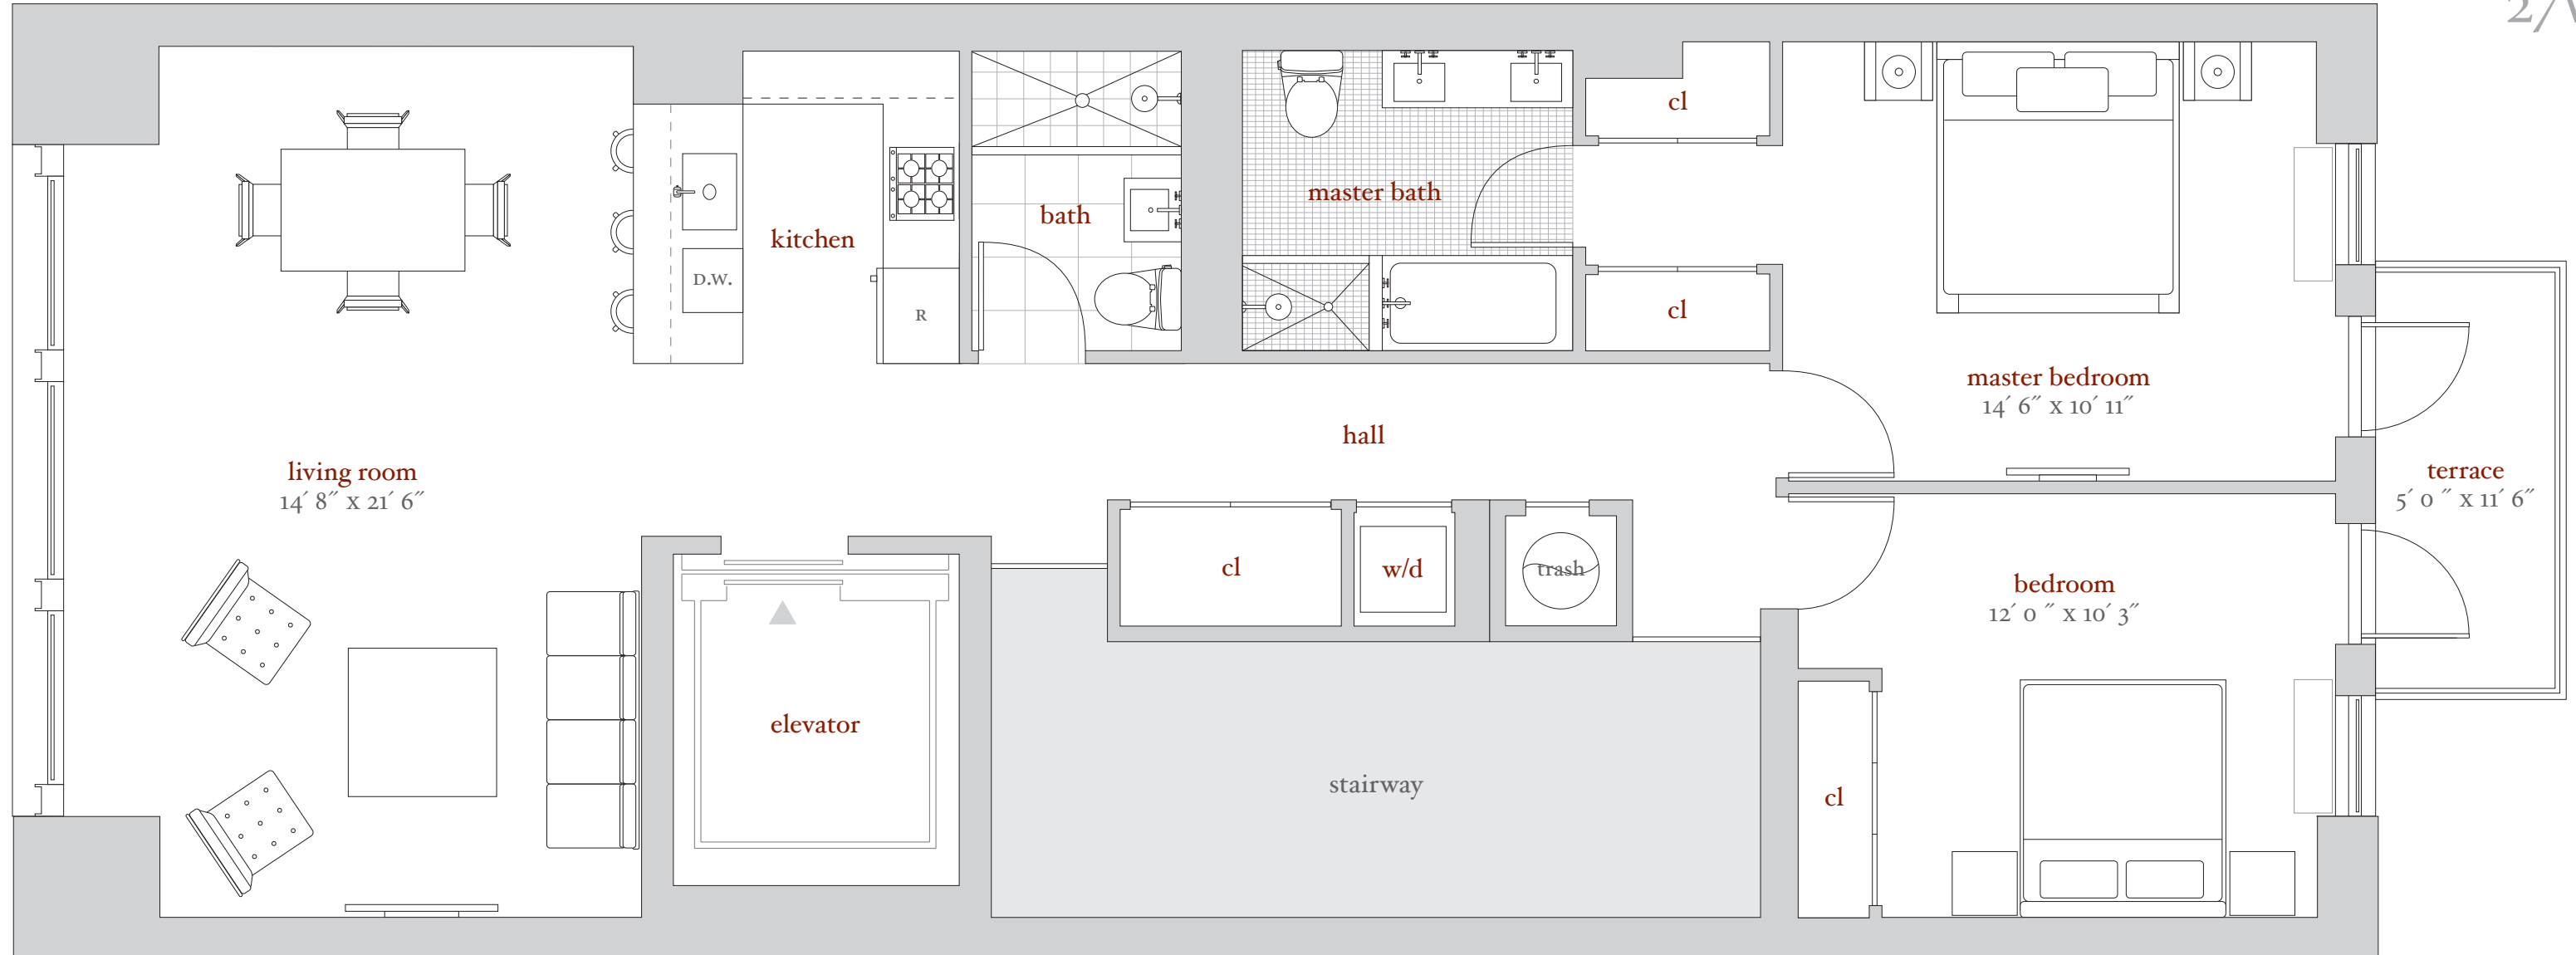 cl
master bath
bath
kitchen
D.W.
R
cl
master bedroom
14′ 6″ x 10′ 11″
hall
living room
14′ 8″ x 21′ 6″
terrace
5′ 0 ″ x 11′ 6″
cl
w/d
trash
bedroom
12′ 0 ″ x 10′ 3″
elevator
stairway
cl